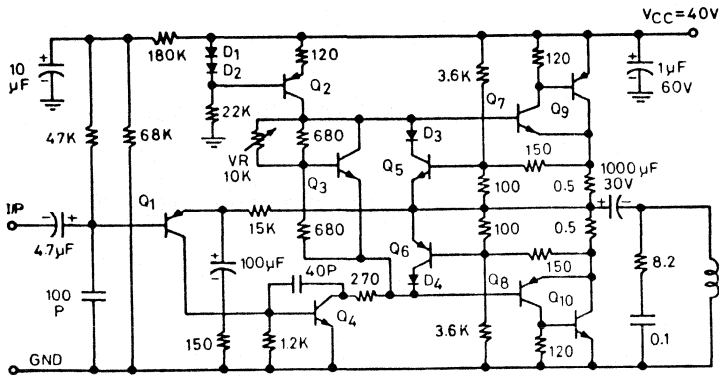 VCC=40V
10
µF
180K
D1
D2
120
Q2
22K
47K
68K
VR
10K
680
Q3
680
D3
Q5
3.6K
Q7
120
Q9
1µF
60V
150
100
0.5
1000µF
30V
I/P
4.7µF
Q1
15K
100µF
40P
270
Q6
D4
100
0.5
150
Q8
Q10
8.2
100
P
150
1.2K
Q4
3.6K
120
0.1
GND